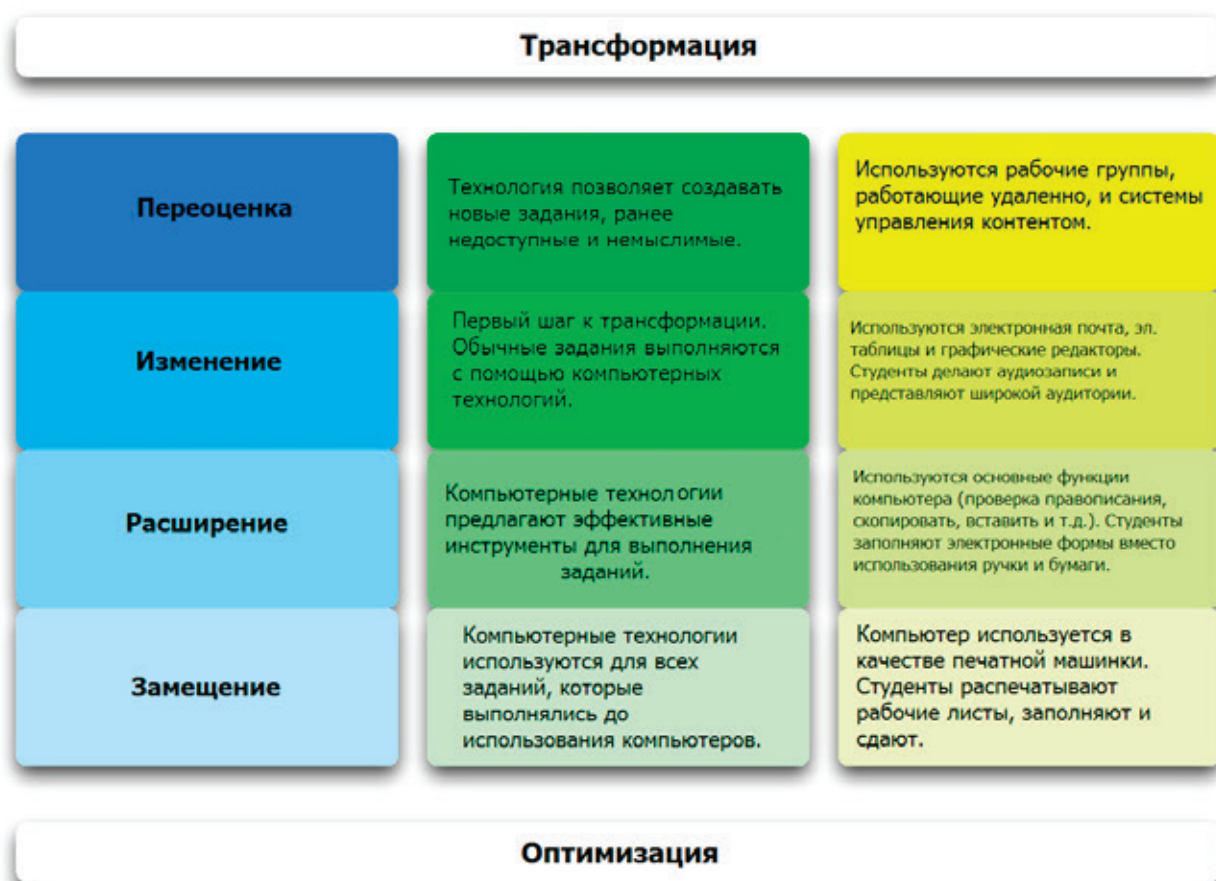 Трансформация
Переоценка
Технология позволяет создавать
новые задания, ранее
недоступные и немыслимые.
Используются рабочие группы,
работающие удаленно, и системы
управления контентом.
Изменение
Первый шаг к трансформации.
Обычные задания выполняются
с помощью компьютерных
технологий.
Используются электронная почта, эл.
таблицы и графические редакторы.
Студенты делают аудиозаписи и
представляют широкой аудитории.
Расширение
Компьютерные технологии
предлагают эффективные
инструменты для выполнения
заданий.
Используются основные функции
компьютера (проверка правописания,
скопировать, вставить и т.д.). Студенты
заполняют электронные формы вместо
использования ручки и бумаги.
Замещение
Компьютерные технологии
используются для всех
заданий, которые
выполнялись до
использования компьютеров.
Компьютер используется в
качестве печатной машинки.
Студенты распечатывают
рабочие листы, заполняют и
сдают.
Оптимизация